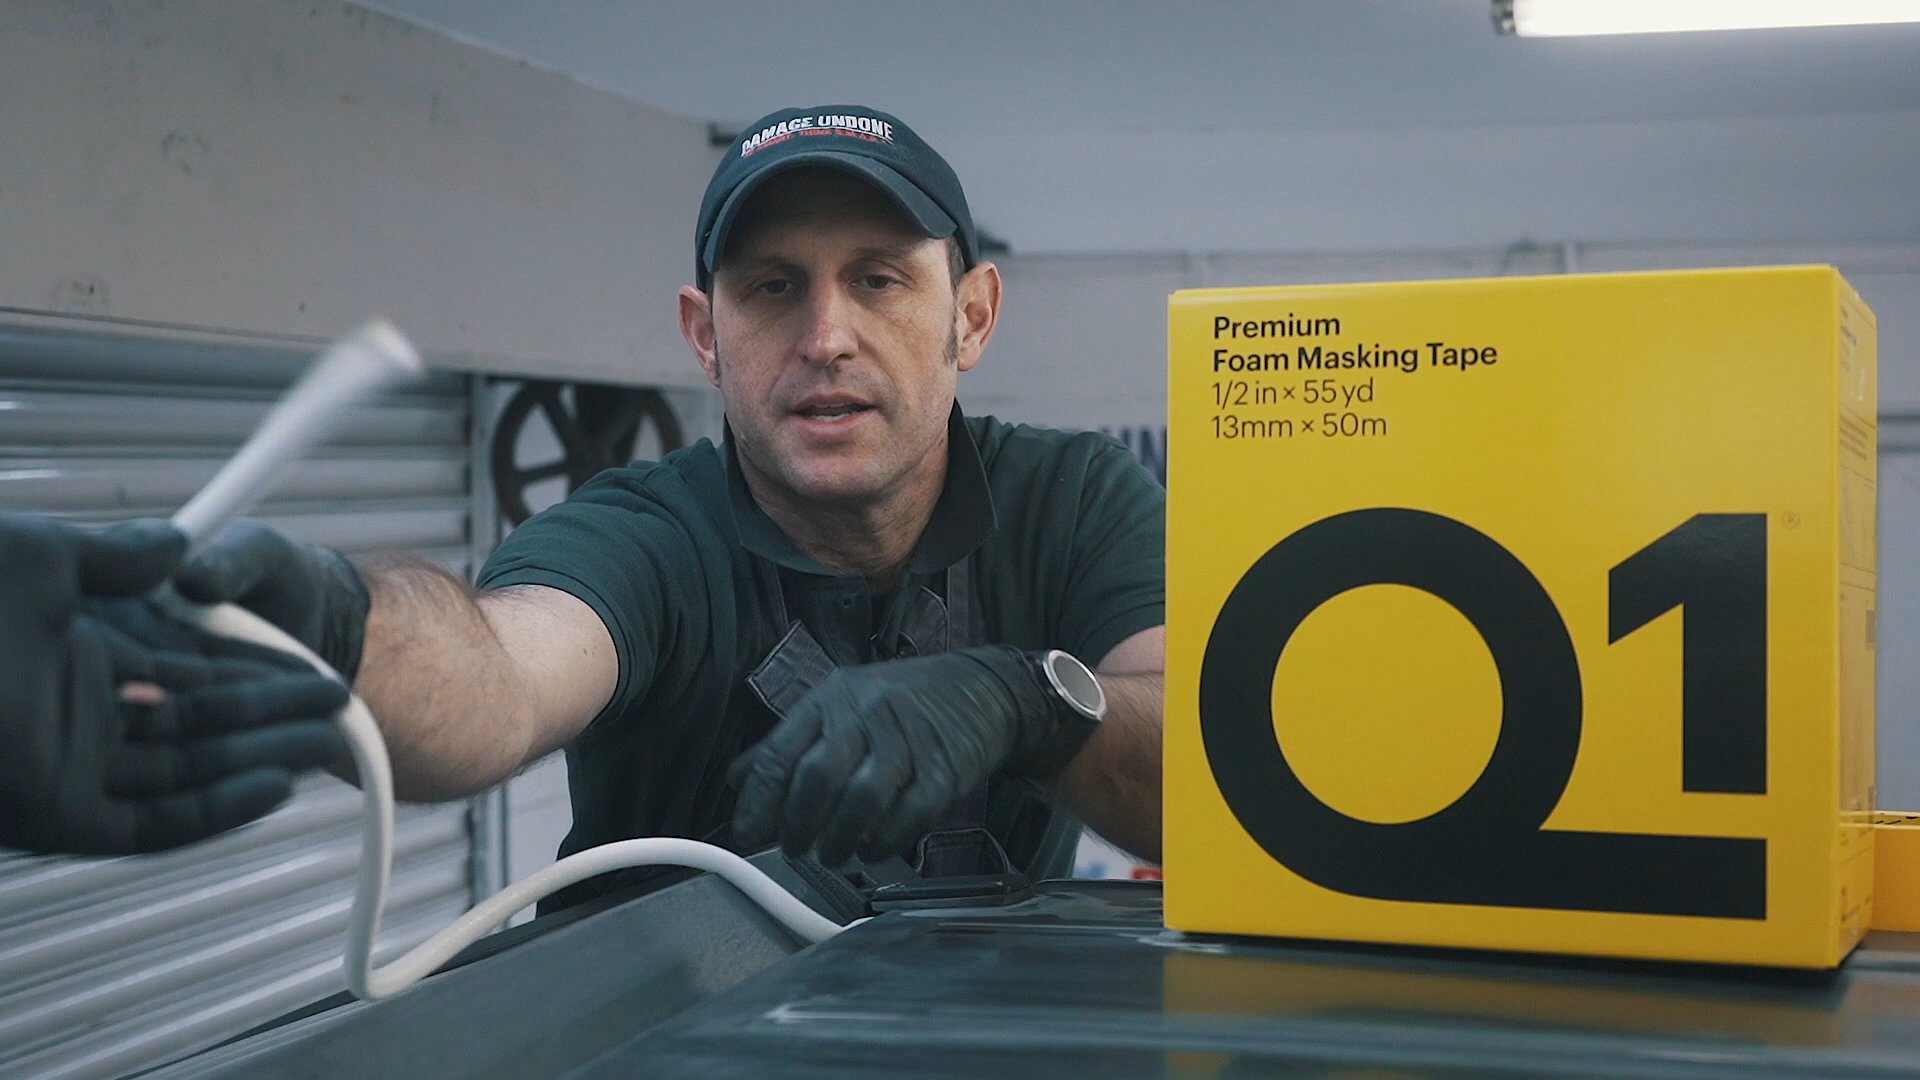 DAMAGE UNDONE
Premium
Foam Masking Tape
1/2 in × 55 yd
13mm × 50m
Q1
®